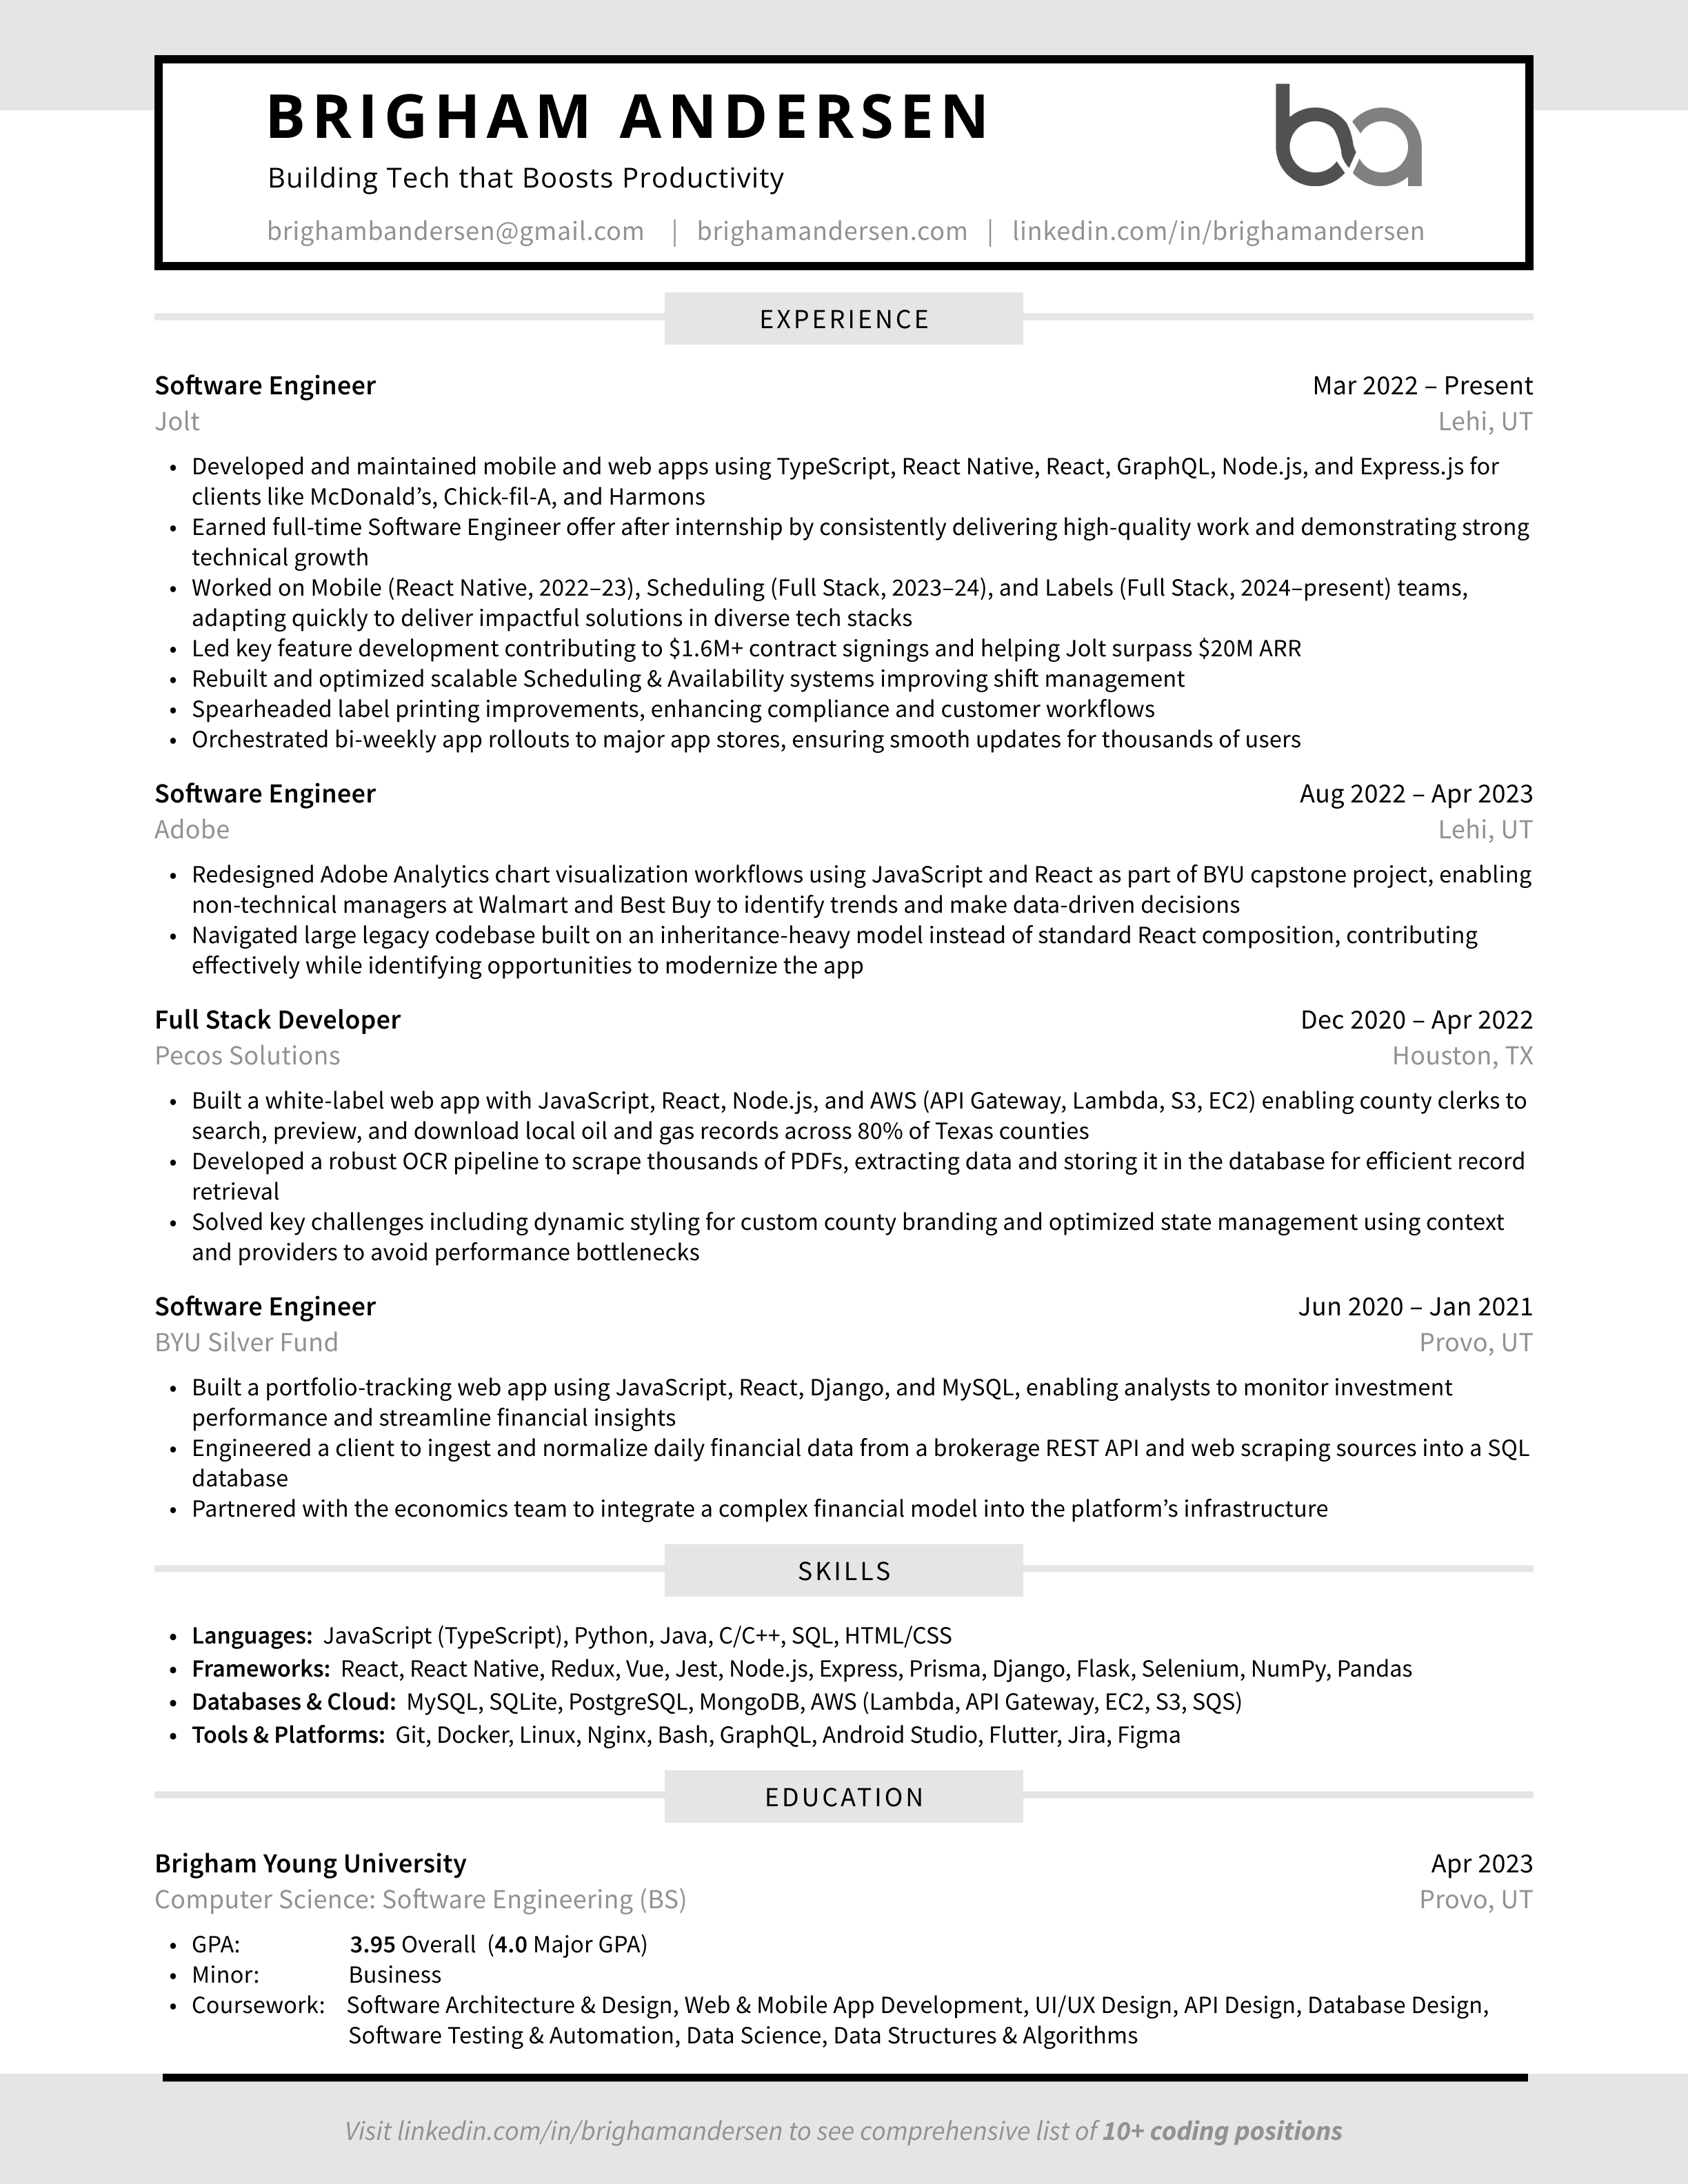 BRIGHAM ANDERSEN
ba
Building Tech that Boosts Productivity
brighambandersen@gmail.com | brighamandersen.com | linkedin.com/in/brighamandersen
EXPERIENCE
Software Engineer Mar 2022 – Present
Jolt Lehi, UT
• Developed and maintained mobile and web apps using TypeScript, React Native, React, GraphQL, Node.js, and Express.js for
clients like McDonald’s, Chick-fil-A, and Harmons
• Earned full-time Software Engineer offer after internship by consistently delivering high-quality work and demonstrating strong
technical growth
• Worked on Mobile (React Native, 2022–23), Scheduling (Full Stack, 2023–24), and Labels (Full Stack, 2024–present) teams,
adapting quickly to deliver impactful solutions in diverse tech stacks
• Led key feature development contributing to $1.6M+ contract signings and helping Jolt surpass $20M ARR
• Rebuilt and optimized scalable Scheduling & Availability systems improving shift management
• Spearheaded label printing improvements, enhancing compliance and customer workflows
• Orchestrated bi-weekly app rollouts to major app stores, ensuring smooth updates for thousands of users
Software Engineer Aug 2022 – Apr 2023
Adobe Lehi, UT
• Redesigned Adobe Analytics chart visualization workflows using JavaScript and React as part of BYU capstone project, enabling
non-technical managers at Walmart and Best Buy to identify trends and make data-driven decisions
• Navigated large legacy codebase built on an inheritance-heavy model instead of standard React composition, contributing
effectively while identifying opportunities to modernize the app
Full Stack Developer Dec 2020 – Apr 2022
Pecos Solutions Houston, TX
• Built a white-label web app with JavaScript, React, Node.js, and AWS (API Gateway, Lambda, S3, EC2) enabling county clerks to
search, preview, and download local oil and gas records across 80% of Texas counties
• Developed a robust OCR pipeline to scrape thousands of PDFs, extracting data and storing it in the database for efficient record
retrieval
• Solved key challenges including dynamic styling for custom county branding and optimized state management using context
and providers to avoid performance bottlenecks
Software Engineer Jun 2020 – Jan 2021
BYU Silver Fund Provo, UT
• Built a portfolio-tracking web app using JavaScript, React, Django, and MySQL, enabling analysts to monitor investment
performance and streamline financial insights
• Engineered a client to ingest and normalize daily financial data from a brokerage REST API and web scraping sources into a SQL
database
• Partnered with the economics team to integrate a complex financial model into the platform’s infrastructure
SKILLS
• Languages: JavaScript (TypeScript), Python, Java, C/C++, SQL, HTML/CSS
• Frameworks: React, React Native, Redux, Vue, Jest, Node.js, Express, Prisma, Django, Flask, Selenium, NumPy, Pandas
• Databases & Cloud: MySQL, SQLite, PostgreSQL, MongoDB, AWS (Lambda, API Gateway, EC2, S3, SQS)
• Tools & Platforms: Git, Docker, Linux, Nginx, Bash, GraphQL, Android Studio, Flutter, Jira, Figma
EDUCATION
Brigham Young University Apr 2023
Computer Science: Software Engineering (BS) Provo, UT
• GPA: 3.95 Overall (4.0 Major GPA)
• Minor: Business
• Coursework: Software Architecture & Design, Web & Mobile App Development, UI/UX Design, API Design, Database Design,
Software Testing & Automation, Data Science, Data Structures & Algorithms
Visit linkedin.com/in/brighamandersen to see comprehensive list of 10+ coding positions